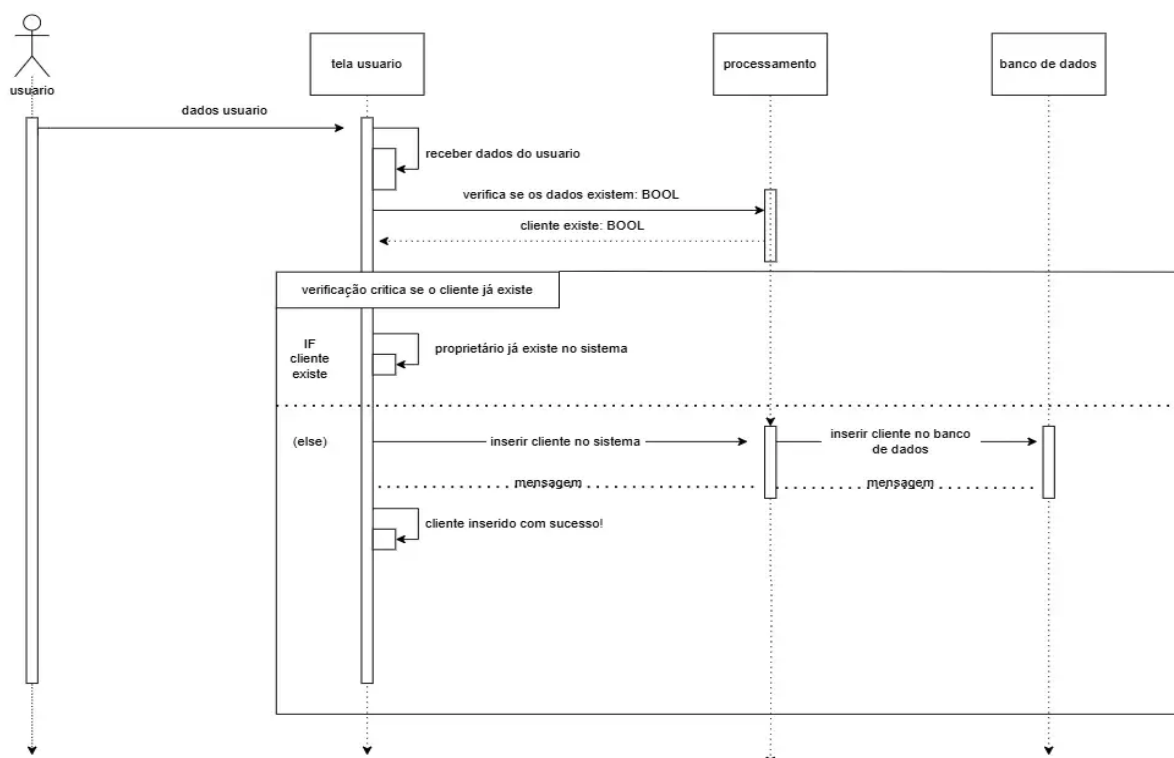 usuario
tela usuario
processamento
banco de dados
dados usuario
receber dados do usuario
verifica se os dados existem: BOOL
cliente existe: BOOL
verificação critica se o cliente já existe
IF
cliente
existe
proprietário já existe no sistema
(else)
inserir cliente no sistema
inserir cliente no banco
de dados
mensagem
mensagem
cliente inserido com sucesso!